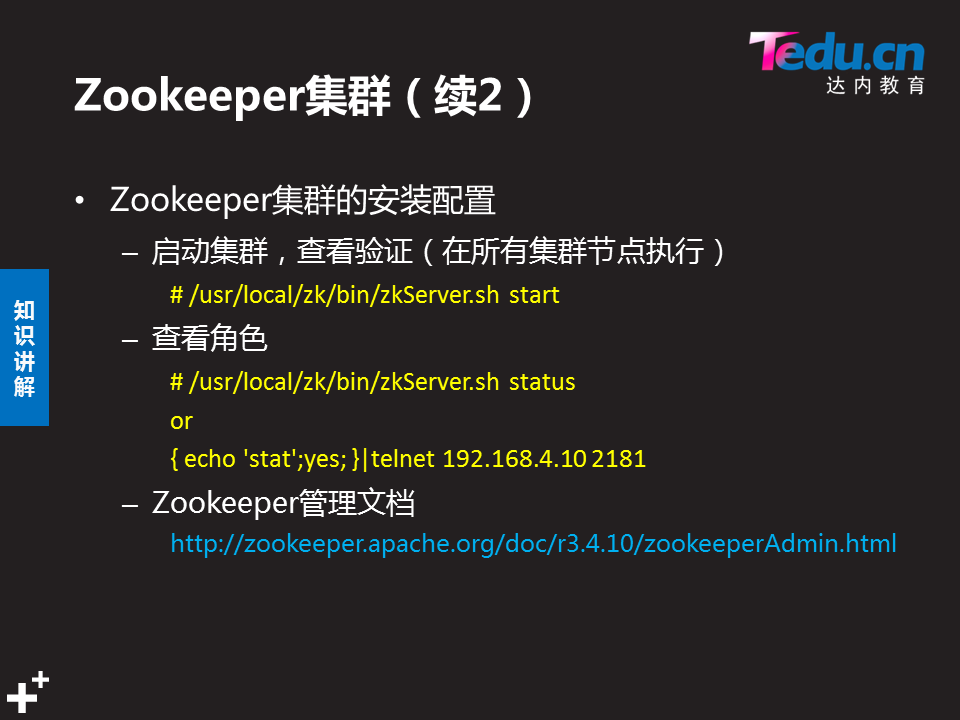 Tedu.cn
达内教育
Zookeeper集群（续2）
• Zookeeper集群的安装配置
– 启动集群，查看验证（在所有集群节点执行）
# /usr/local/zk/bin/zkServer.sh start
– 查看角色
# /usr/local/zk/bin/zkServer.sh status
or
{ echo 'stat';yes; }|telnet 192.168.4.10 2181
– Zookeeper管理文档
http://zookeeper.apache.org/doc/r3.4.10/zookeeperAdmin.html
知
识
讲
解